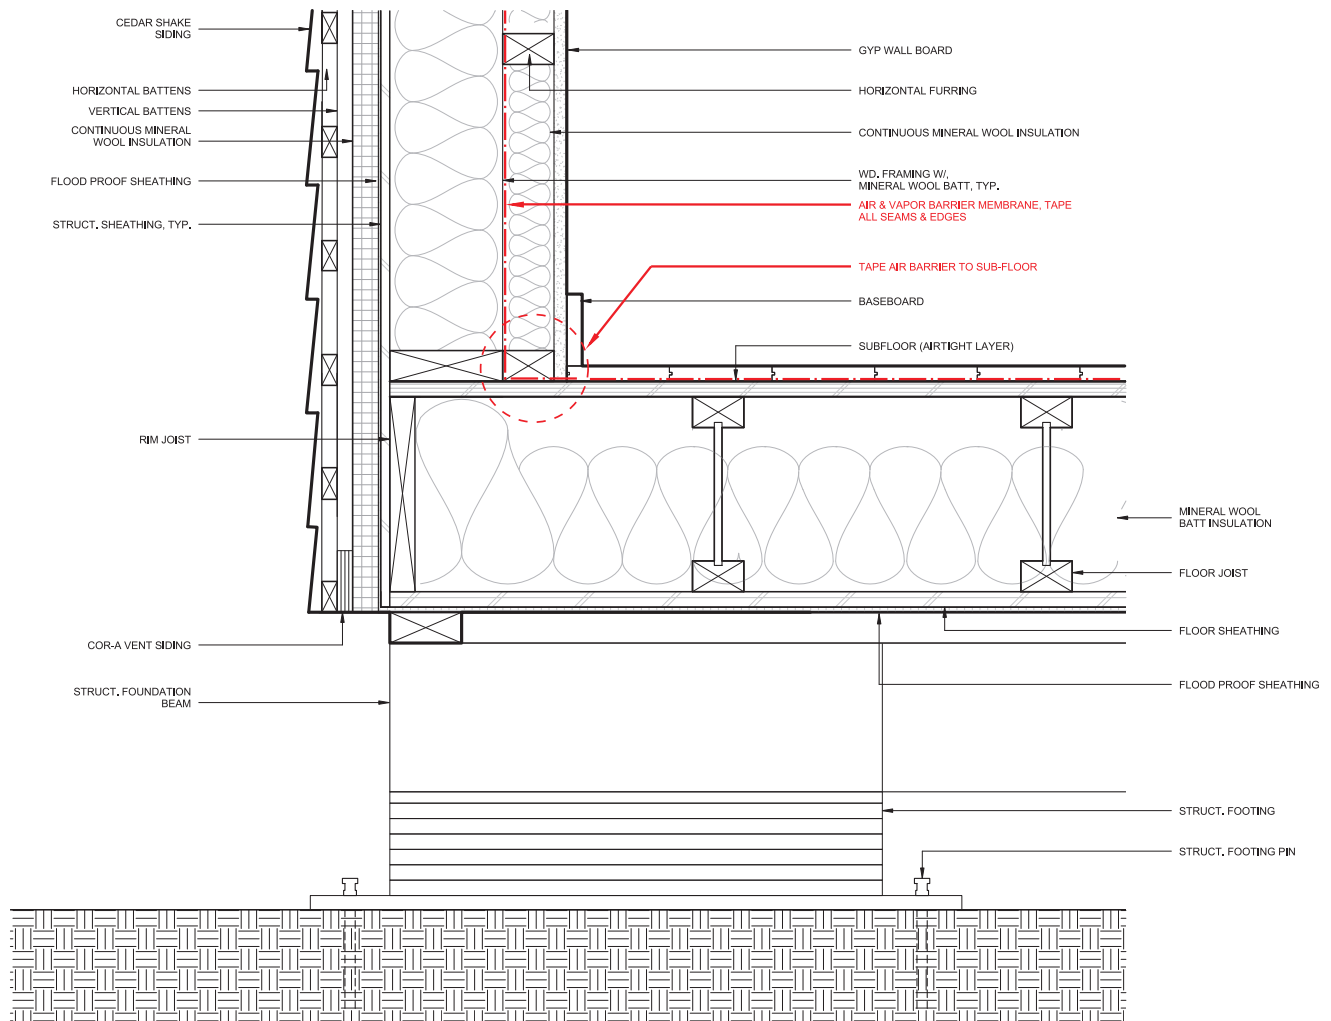 CEDAR SHAKE
SIDING
HORIZONTAL BATTENS
VERTICAL BATTENS
CONTINUOUS MINERAL
WOOL INSULATION
FLOOD PROOF SHEATHING
STRUCT. SHEATHING, TYP.
RIM JOIST
COR-A VENT SIDING
STRUCT. FOUNDATION
BEAM
GYP WALL BOARD
HORIZONTAL FURRING
CONTINUOUS MINERAL WOOL INSULATION
WD. FRAMING W/,
MINERAL WOOL BATT, TYP.
AIR & VAPOR BARRIER MEMBRANE, TAPE
ALL SEAMS & EDGES
TAPE AIR BARRIER TO SUB-FLOOR
BASEBOARD
SUBFLOOR (AIRTIGHT LAYER)
MINERAL WOOL
BATT INSULATION
FLOOR JOIST
FLOOR SHEATHING
FLOOD PROOF SHEATHING
STRUCT. FOOTING
STRUCT. FOOTING PIN